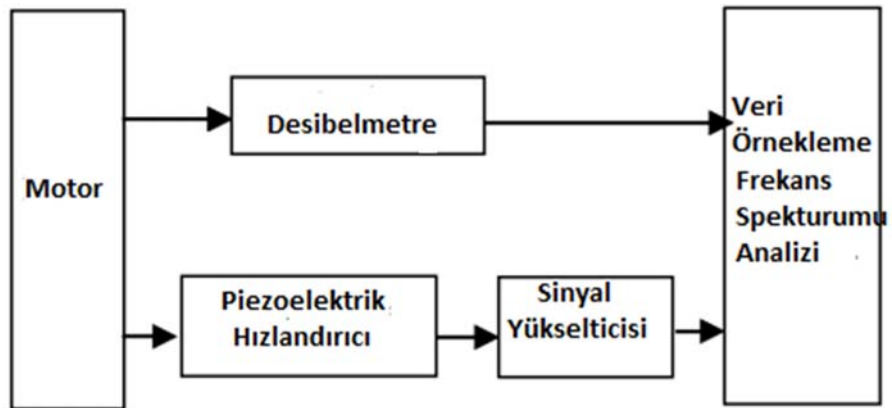 Motor
Desibelmetre
Piezoelektrik
Hızlandırıcı
Sinyal
Yükselticisi
Veri
Örnekleme
Frekans
Spekturumu
Analizi